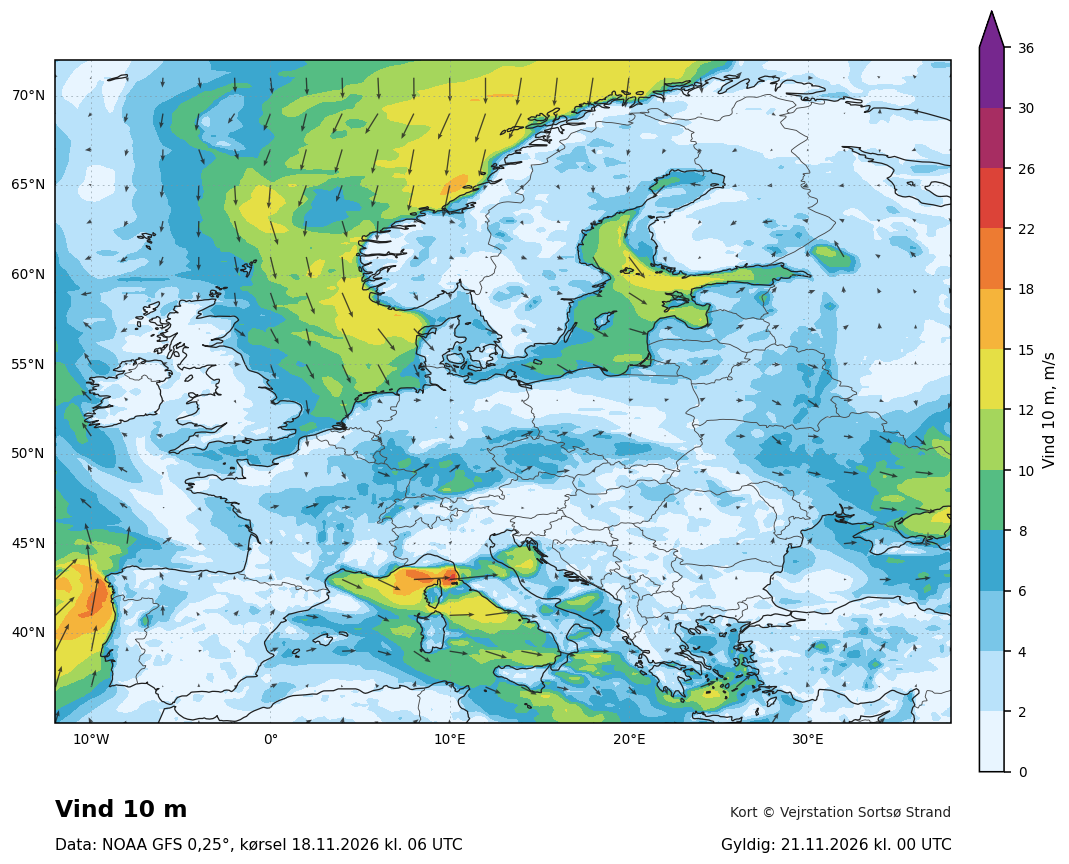 70°N
65°N
60°N
55°N
50°N
45°N
40°N
10°W
0°
10°E
20°E
30°E
36
30
26
22
18
15
12
10
8
6
4
2
0
Vind 10 m, m/s
Vind 10 m
Kort © Vejrstation Sortsø Strand
Data: NOAA GFS 0,25°, kørsel 18.11.2026 kl. 06 UTC
Gyldig: 21.11.2026 kl. 00 UTC